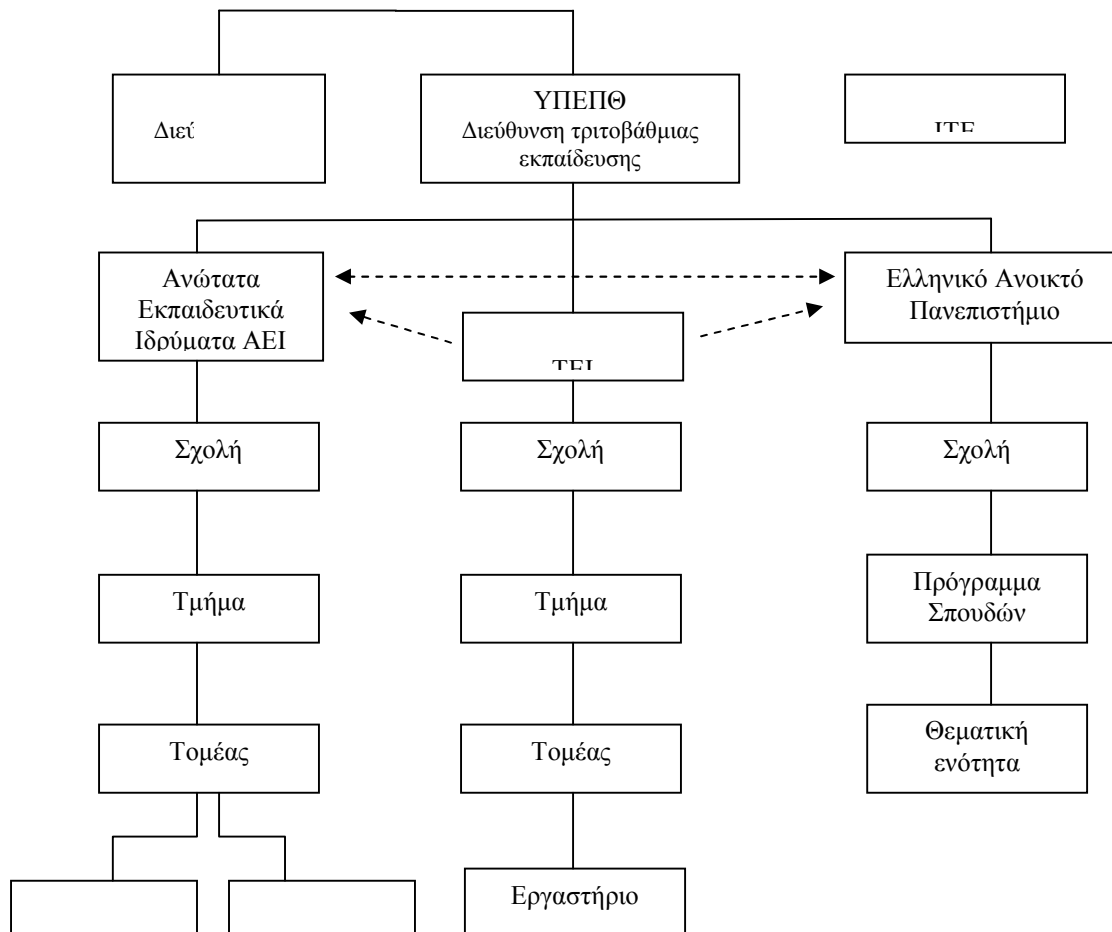 ΥΠΕΠΘ
Διεύθυνση τριτοβάθμιας
εκπαίδευσης
Ανώτατα
Εκπαιδευτικά
Ιδρύματα ΑΕΙ
Ελληνικό Ανοικτό
Πανεπιστήμιο
Σχολή
Σχολή
Σχολή
Τμήμα
Τμήμα
Πρόγραμμα
Σπουδών
Τομέας
Τομέας
Θεματική
ενότητα
Εργαστήριο